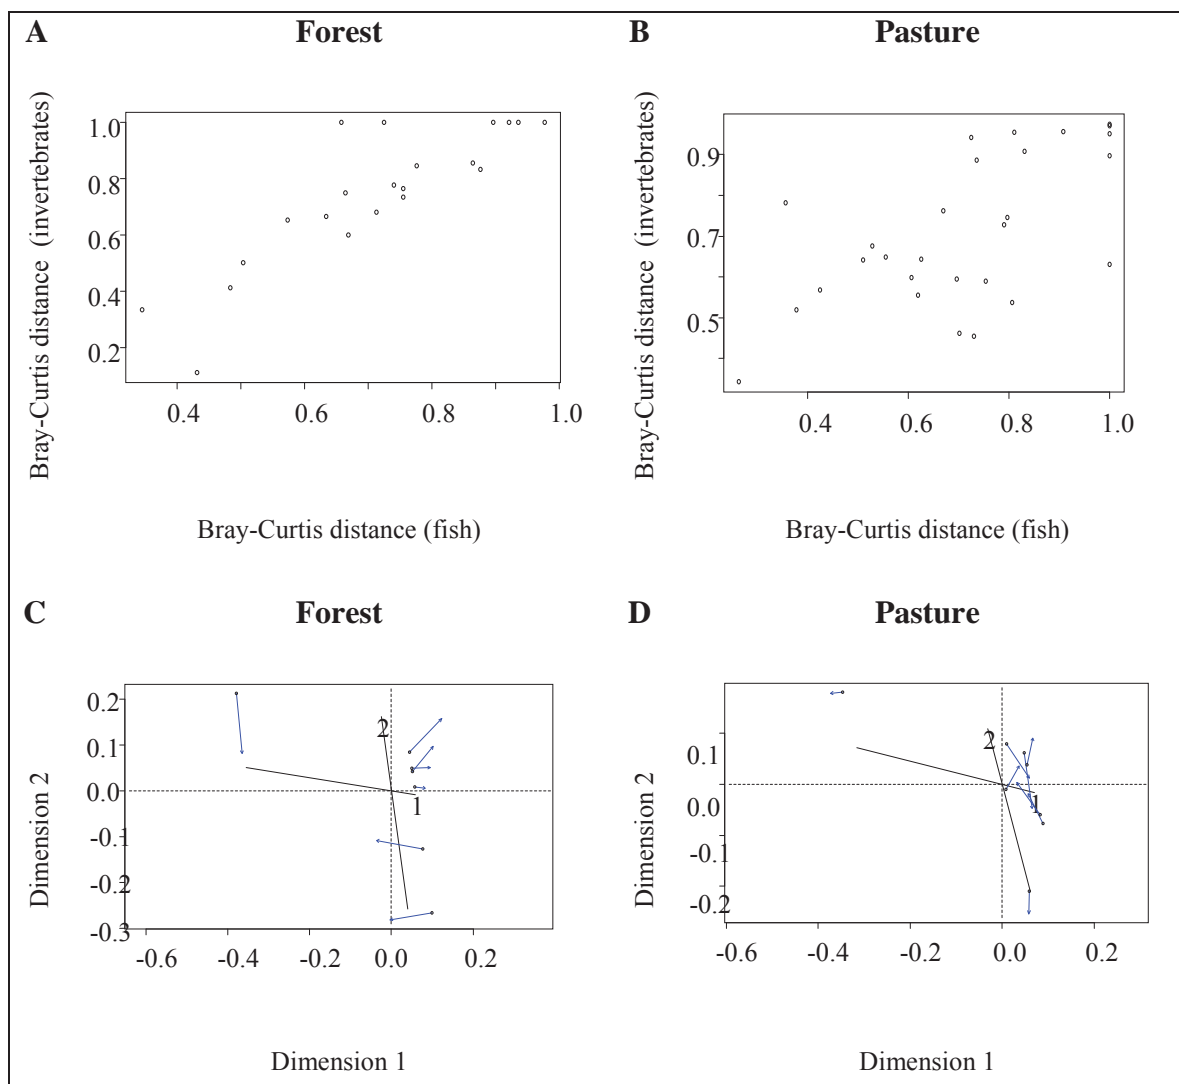 A Forest
B Pasture
Bray-Curtis distance (invertebrates)
1.0
0.8
0.6
0.4
0.2
0.4 0.6 0.8 1.0
Bray-Curtis distance (fish)
Bray-Curtis distance (invertebrates)
0.9
0.7
0.5
0.4 0.6 0.8 1.0
Bray-Curtis distance (fish)
C Forest
D Pasture
Dimension 2
0.2
0.1
0.0
-0.1
-0.2
-0.3
2
1
-0.6 -0.4 -0.2 0.0 0.2
Dimension 1
Dimension 2
0.1
0.0
-0.1
-0.2
2
1
-0.6 -0.4 -0.2 0.0 0.2
Dimension 1